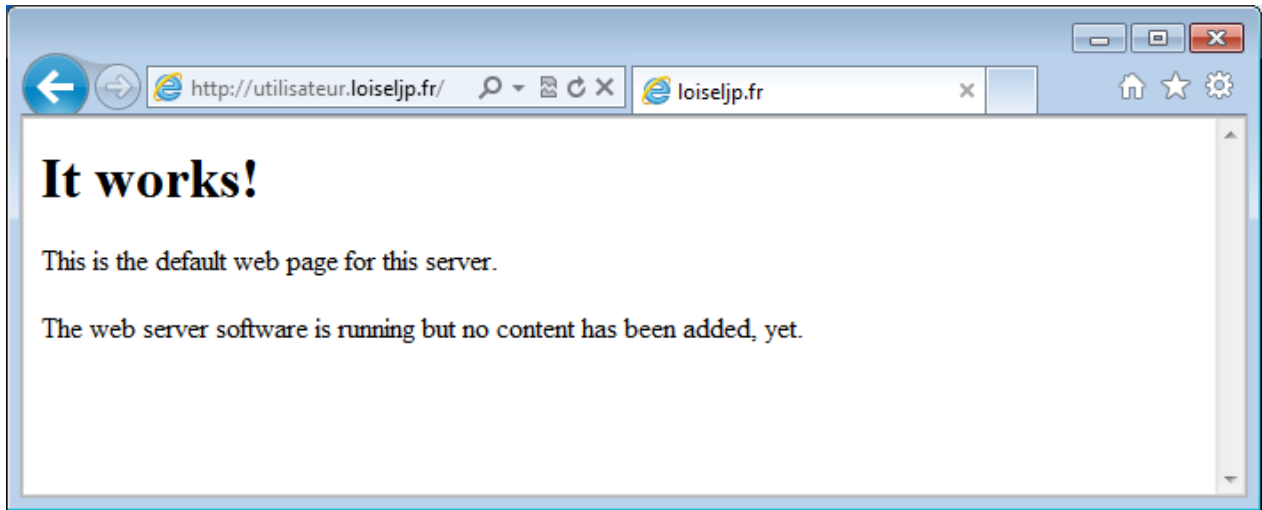 http://utilisateur.loiseljp.fr/
loiseljp.fr
It works!
This is the default web page for this server.
The web server software is running but no content has been added, yet.